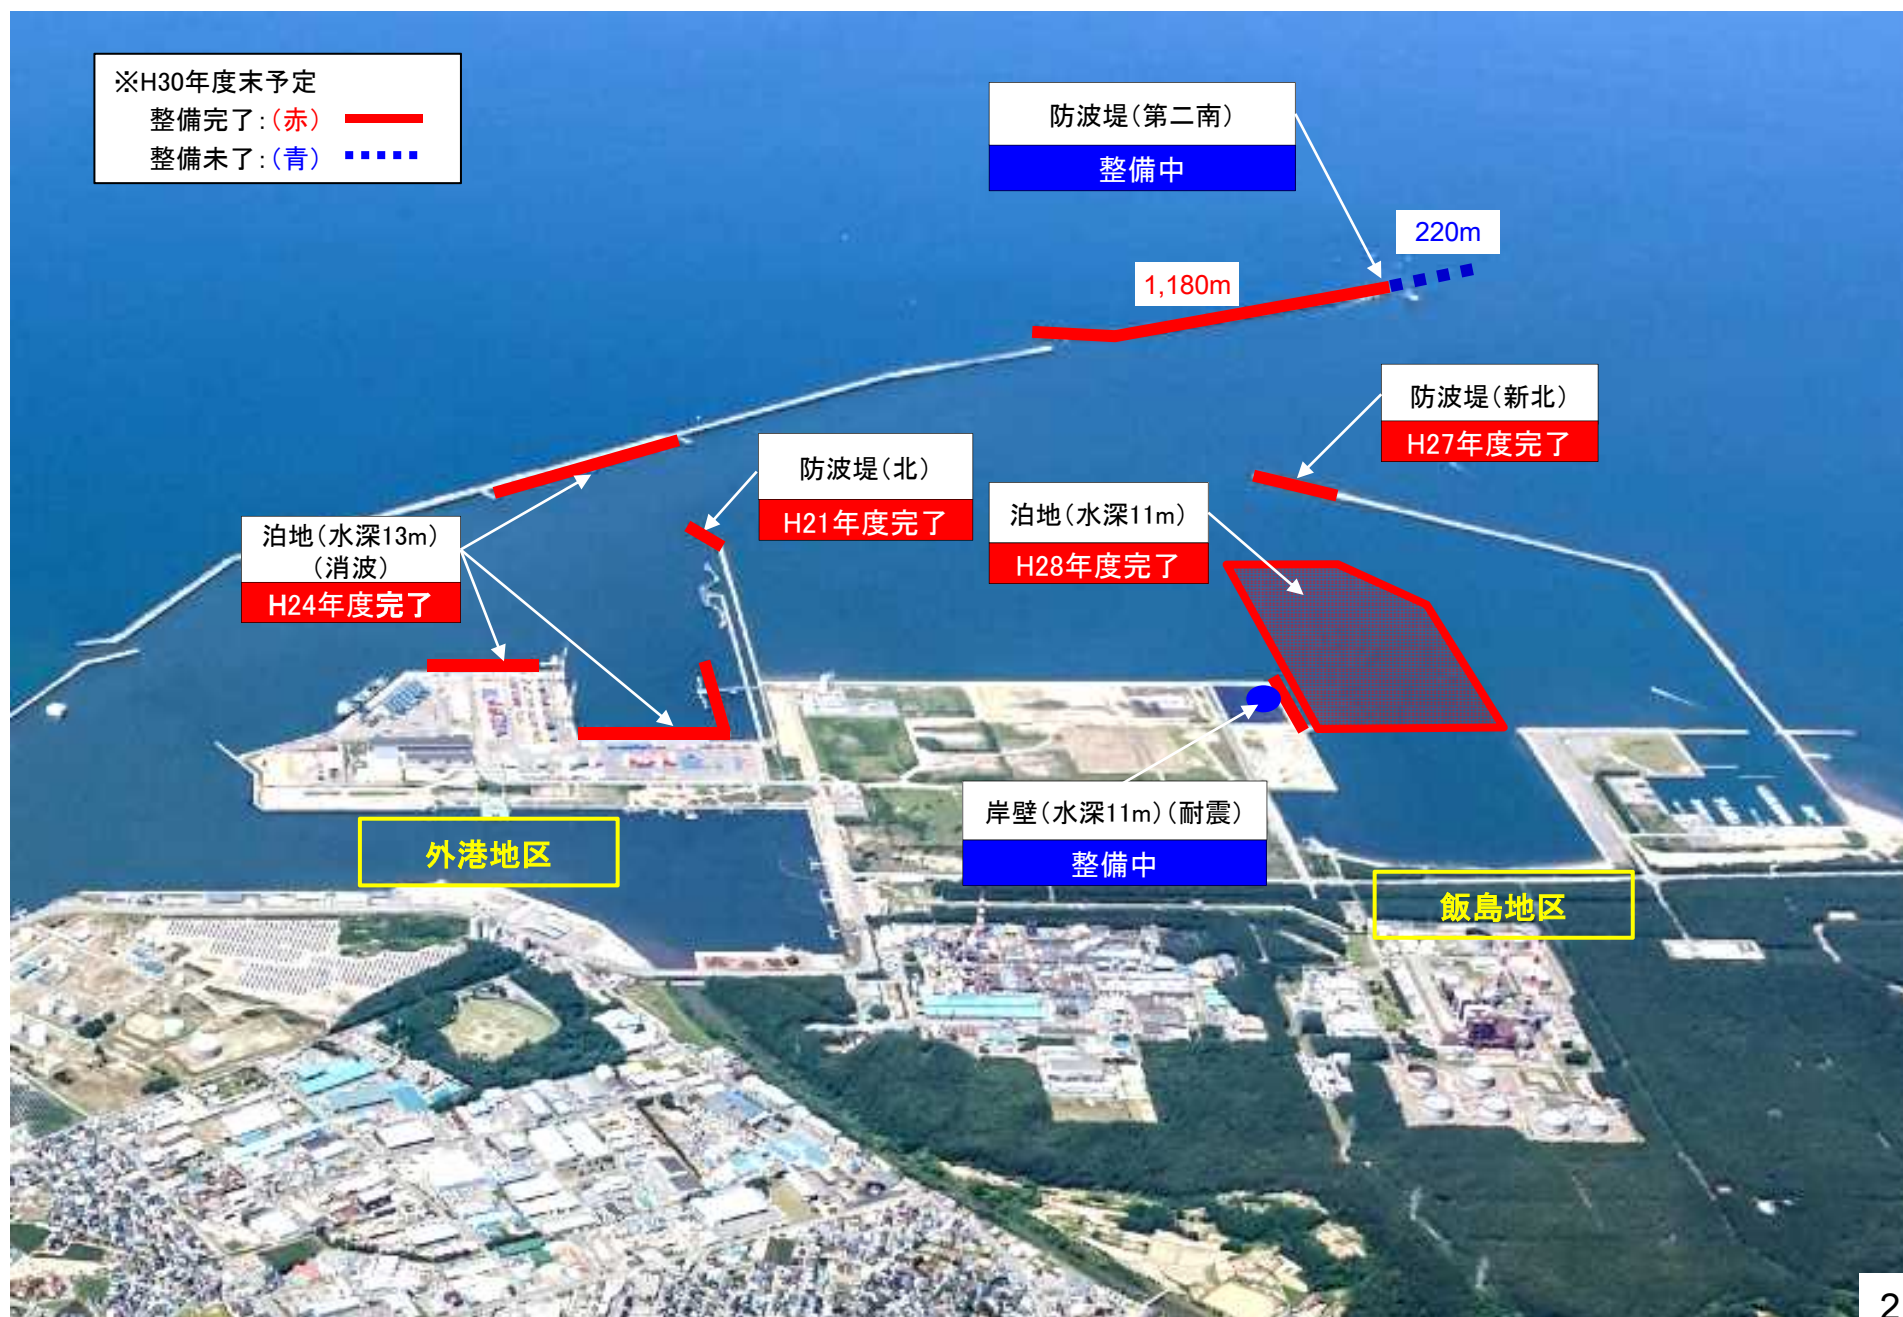 ※H30年度末予定
整備完了:(赤)
整備未了:(青)
防波堤(第二南)
整備中
220m
1,180m
防波堤(新北)
H27年度完了
防波堤(北)
H21年度完了
泊地(水深11m)
H28年度完了
泊地(水深13m)
(消波)
H24年度完了
岸壁(水深11m)(耐震)
整備中
外港地区
飯島地区
2